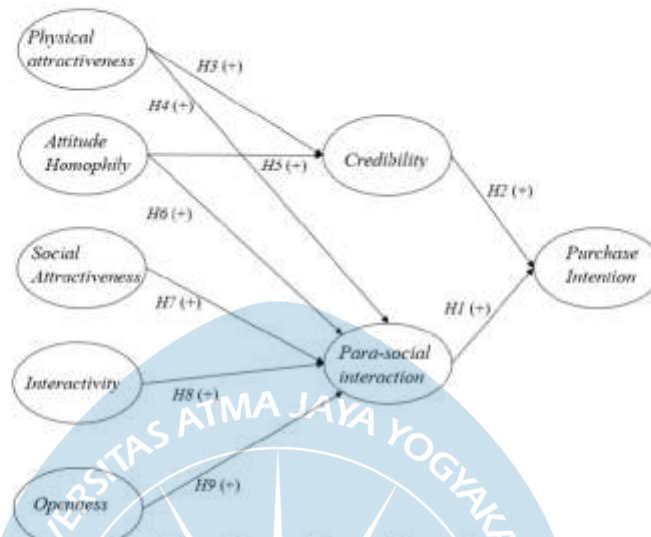 Physical
attractiveness
H3 (+)
H4 (+)
Attitude
Homophily
H5 (+)
Credibility
H2 (+)
H6 (+)
Social
Attractiveness
H7 (+)
Purchase
Intention
H1 (+)
Para-social
interaction
Interactivity
H8 (+)
H9 (+)
Openness
VERSITAS ATMA JAYA YOGYAKA